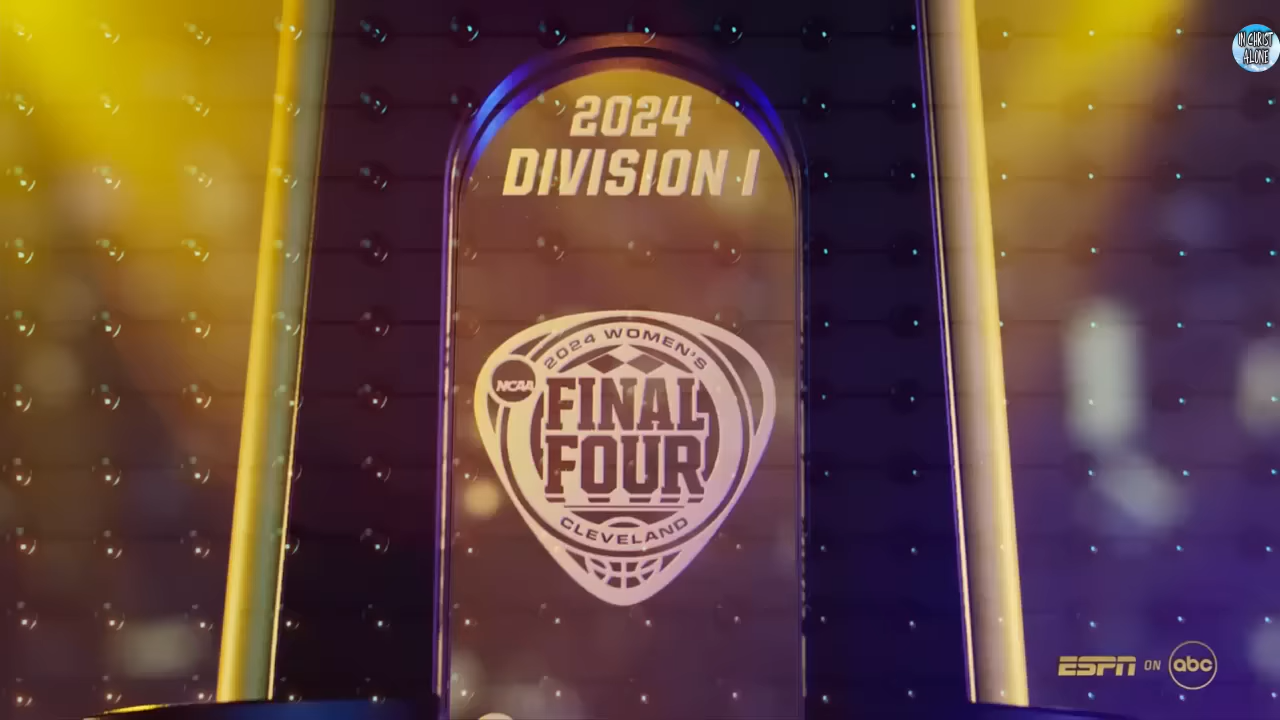 IN CHRIST
ALONE
2024
DIVISION I
2024 WOMEN'S
NCAA
FINAL
FOUR
CLEVELAND
ESPN ON abc